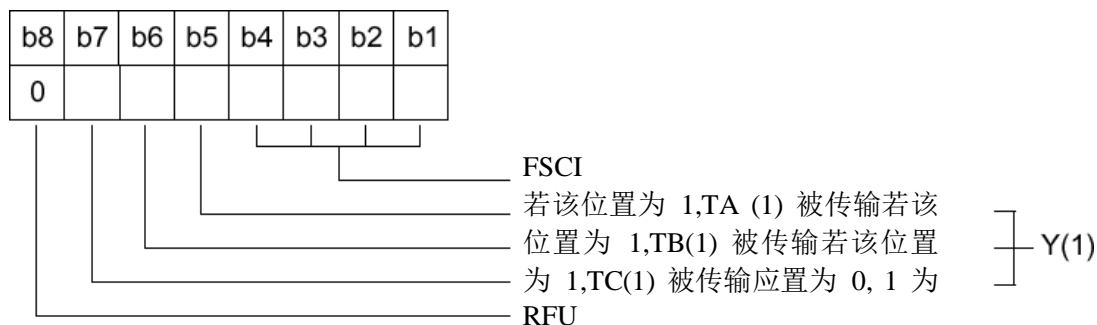 b8 b7 b6 b5 b4 b3 b2 b1
0
FSCI
若该位置为 1,TA (1) 被传输若该
位置为 1,TB(1) 被传输若该位置
为 1,TC(1) 被传输应置为 0, 1 为
RFU
Y(1)